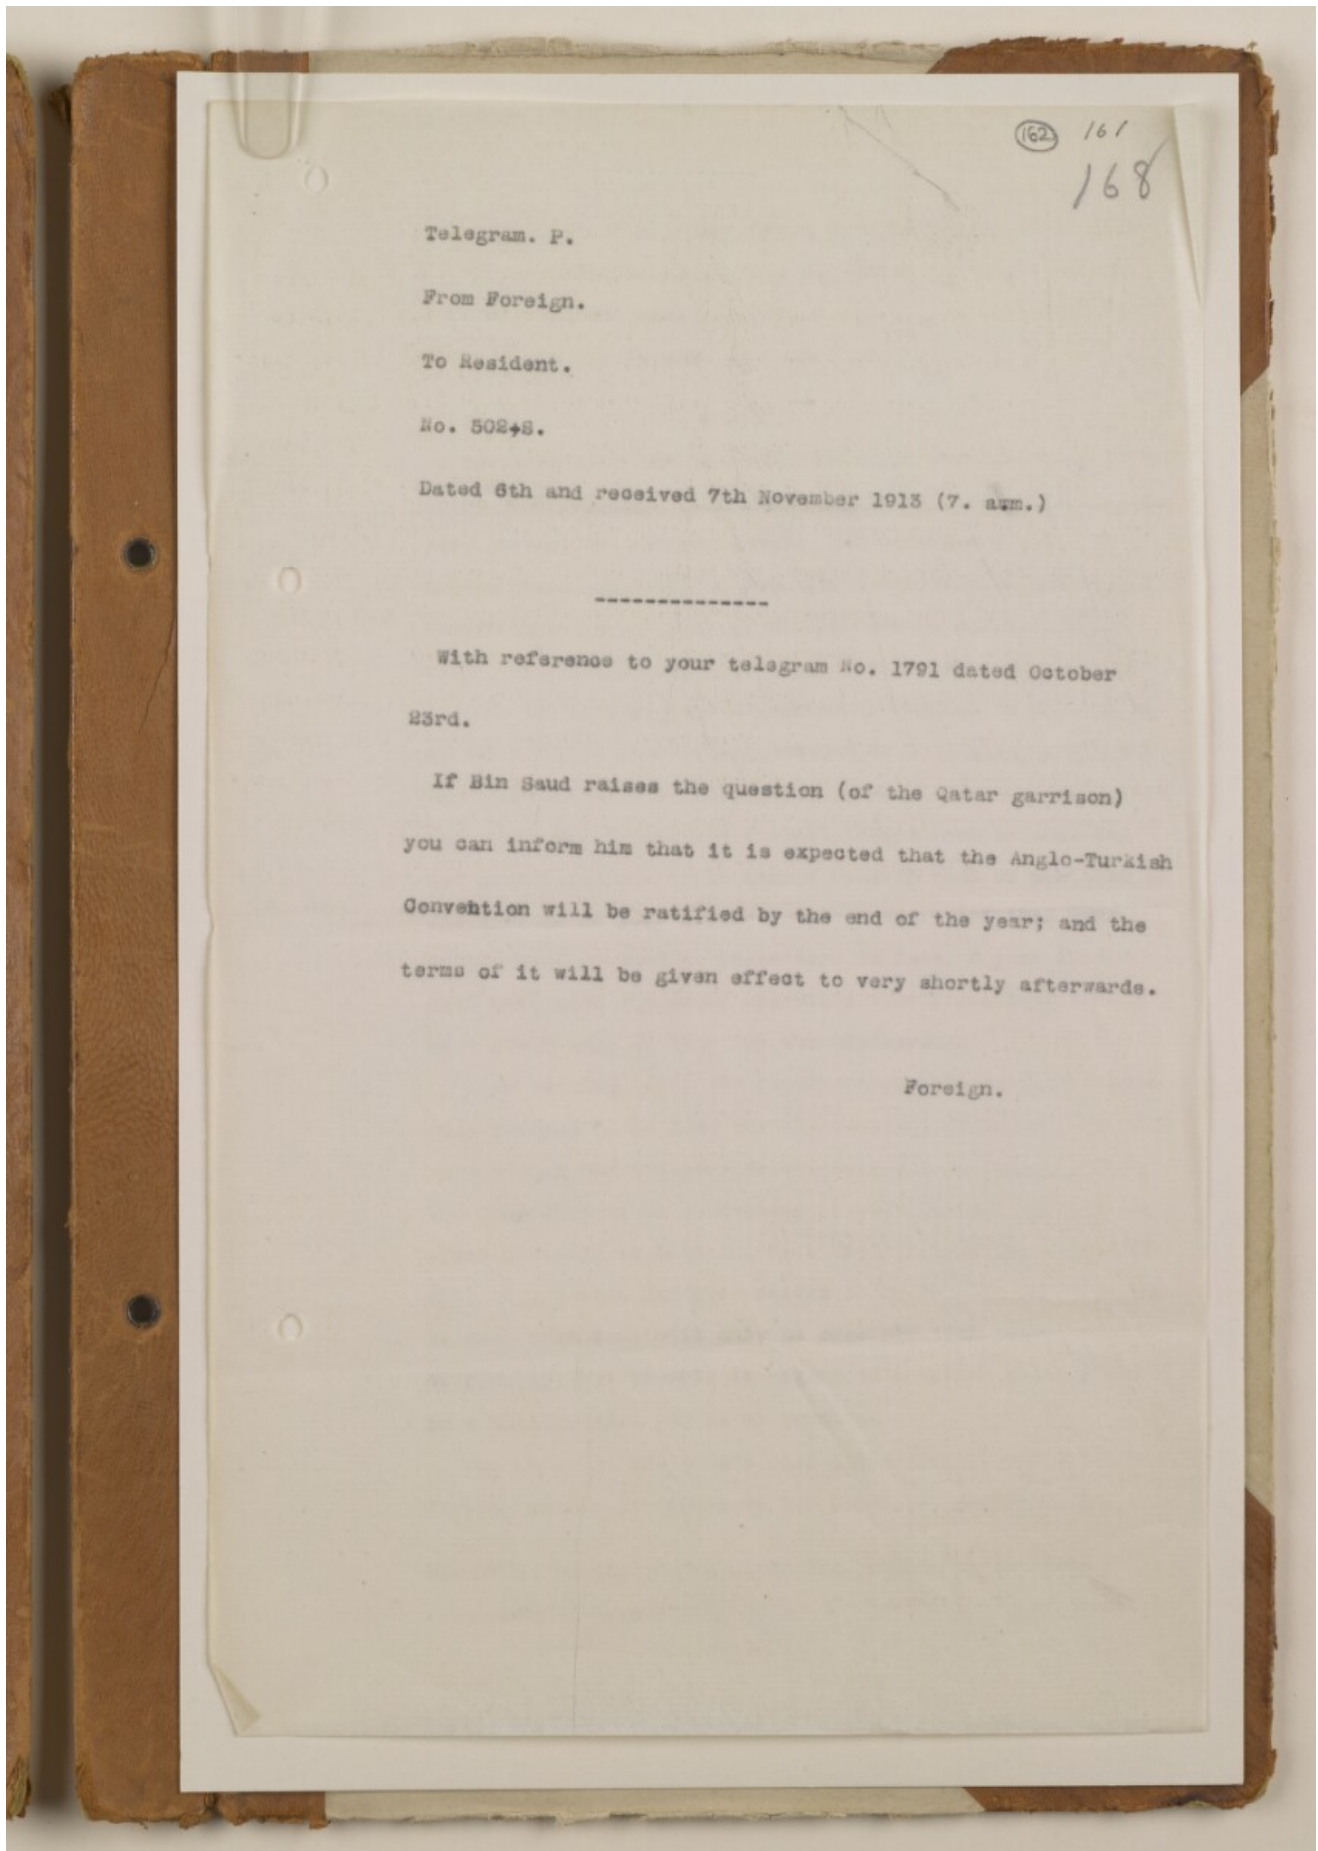 162 161
168
Telegram. P.
From Foreign.
To Resident.
No. 502-S.
Dated 6th and received 7th November 1913 (7. a.m.)
--------------
With reference to your telegram No. 1791 dated October
23rd.
If Bin Saud raises the question (of the Qatar garrison)
you can inform him that it is expected that the Anglo-Turkish
Convention will be ratified by the end of the year; and the
terms of it will be given effect to very shortly afterwards.
Foreign.